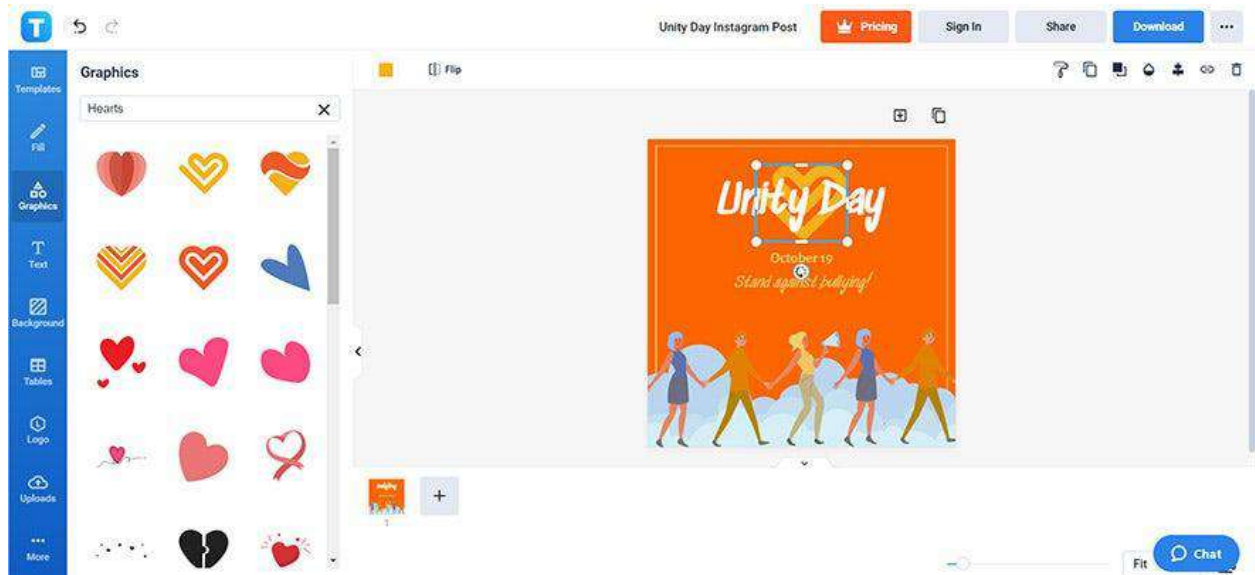 T
Unity Day Instagram Post
Pricing
Sign In
Share
Download
Templates
Fill
Graphics
Text
Background
Tables
Logo
Uploads
More
Graphics
Hearts
Flip
Unity Day
October 19
Stand against bullying!
1
Fit
Chat